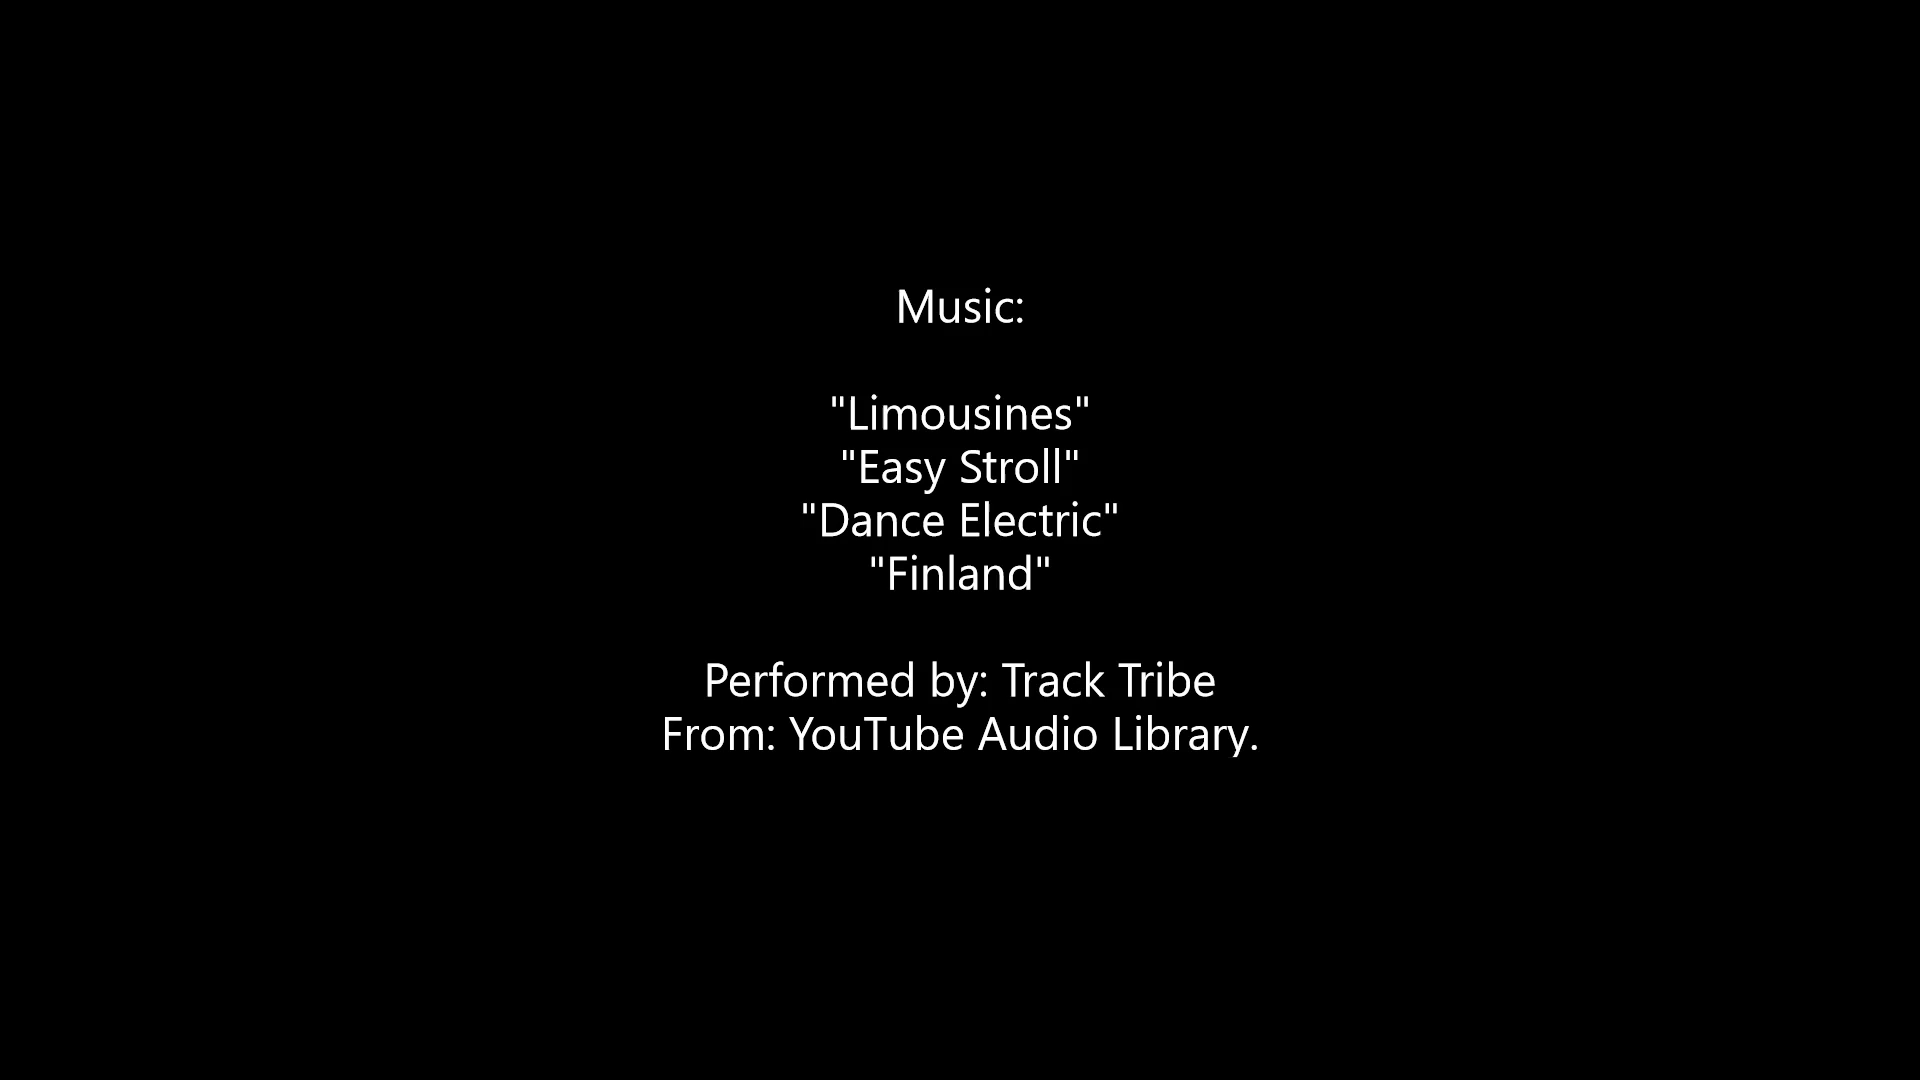 Music:
"Limousines"
"Easy Stroll"
"Dance Electric"
"Finland"
Performed by: Track Tribe
From: YouTube Audio Library.